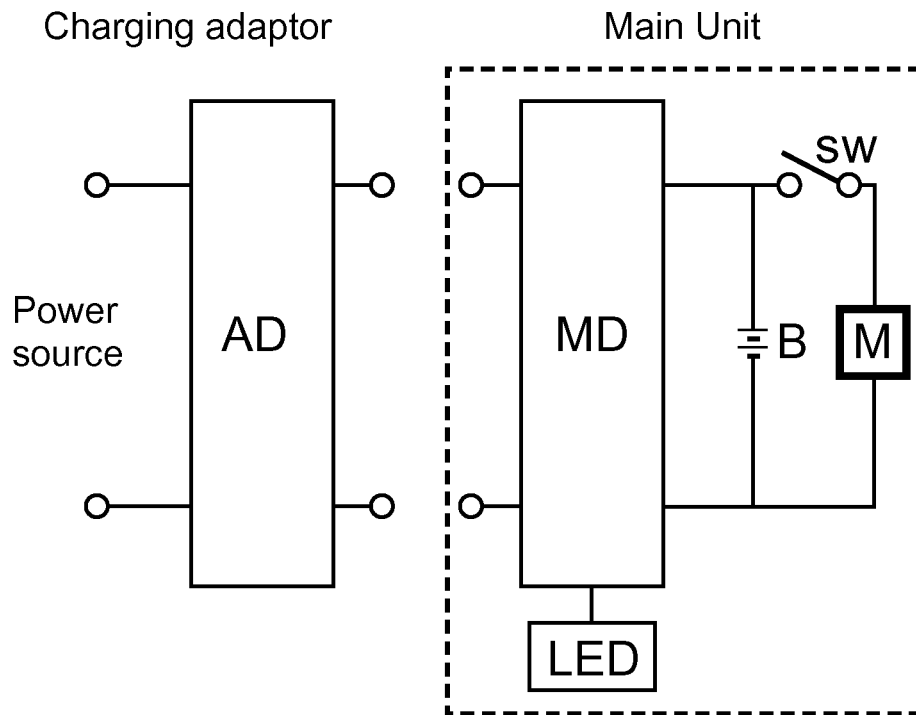 Charging adaptor
Main Unit
SW
Power
source
AD
MD
B
M
LED